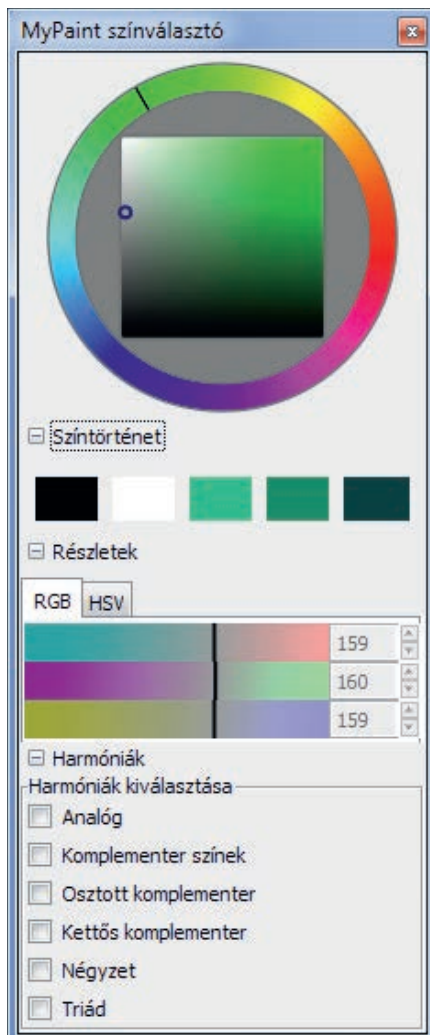 MyPaint színválasztó
Színtörténet
Részletek
RGB HSV
159
160
159
Harmóniák
Harmóniák kiválasztása
Analóg
Komplementer színek
Osztott komplementer
Kettős komplementer
Négyzet
Triád